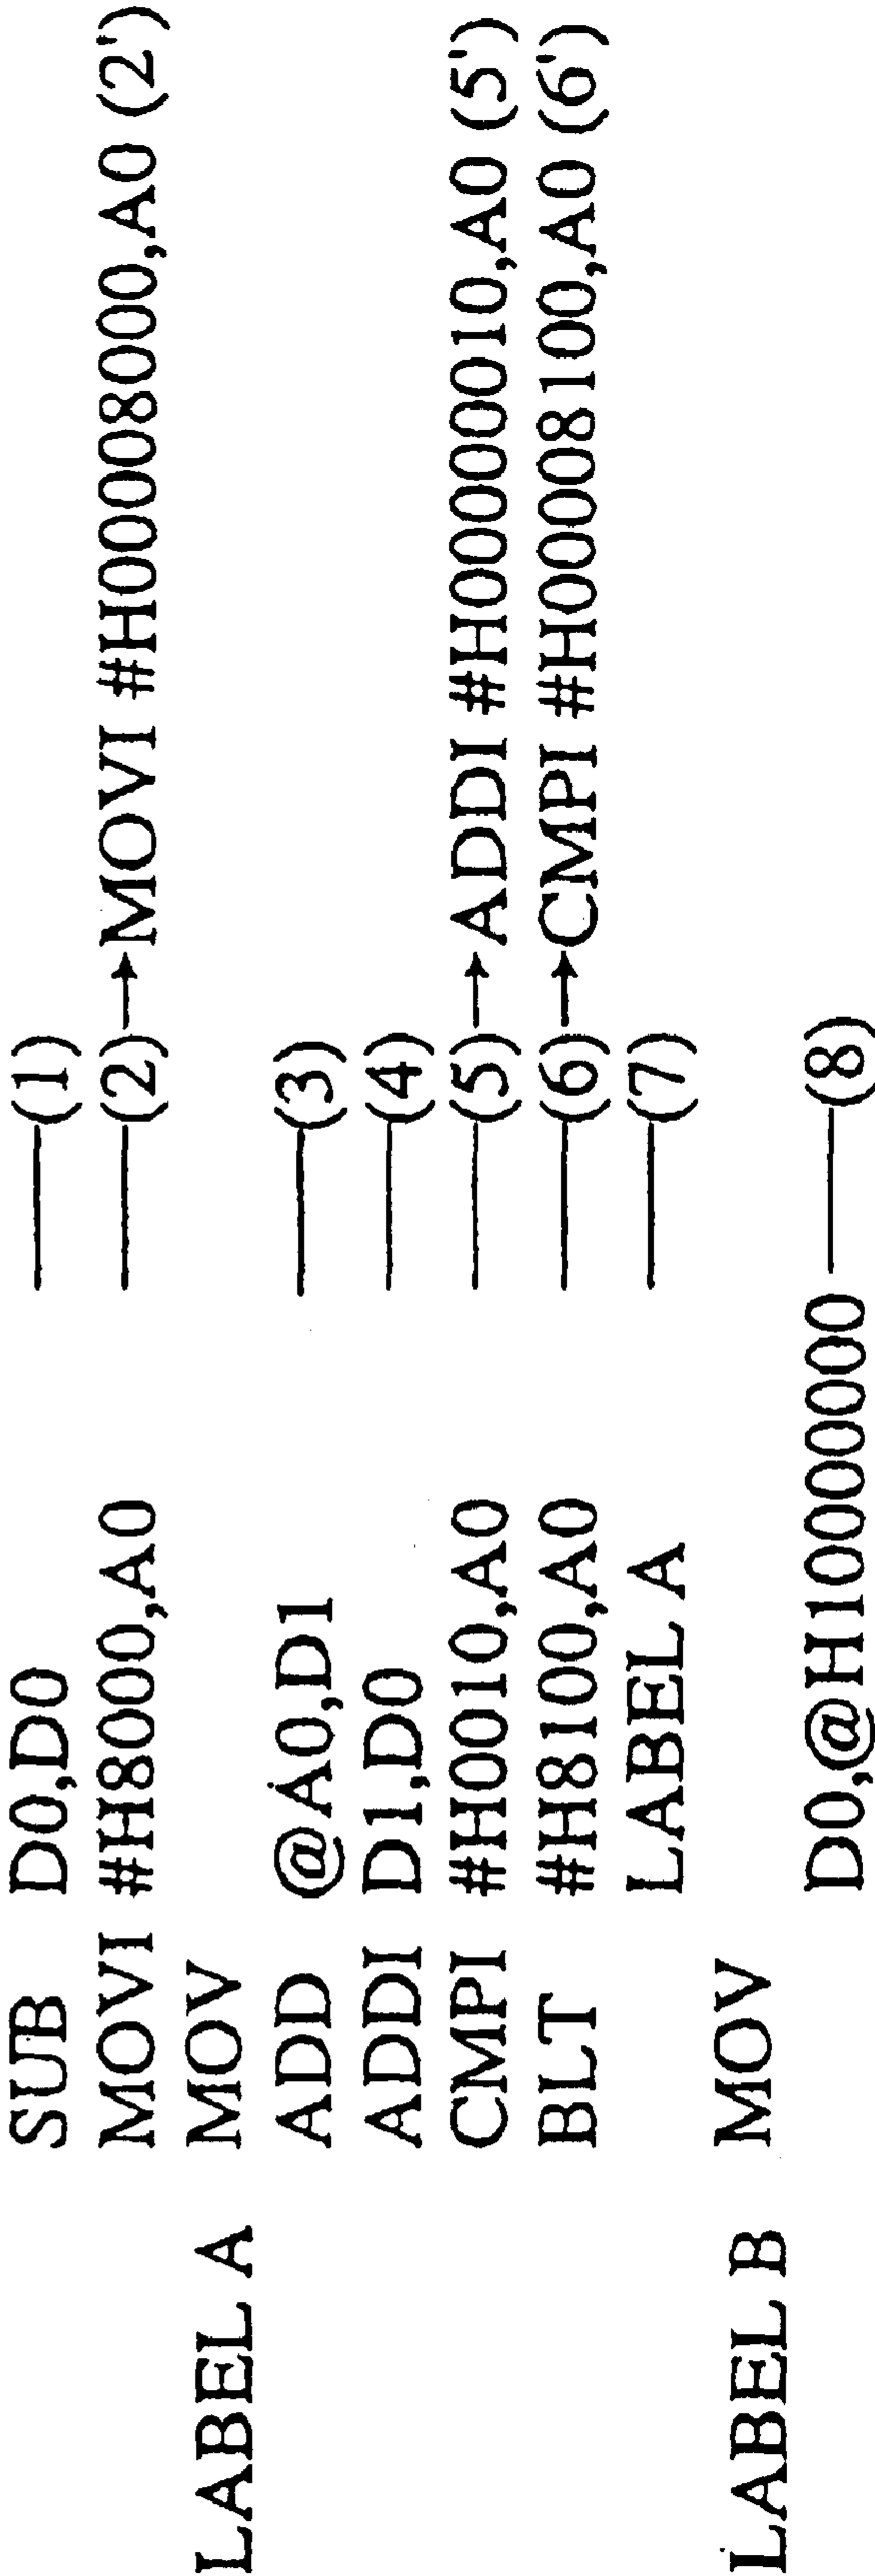 SUB D0,D0 ——(1)
MOVI #H8000,A0 ——(2)→MOVI #H00008000,A0 (2')
LABEL A MOV
ADD @A0,D1 ——(3)
ADDI D1,D0 ——(4)
CMPI #H0010,A0 ——(5)→ADDI #H00000010,A0 (5')
BLT #H8100,A0 ——(6)→CMPI #H00008100,A0 (6')
LABEL A ——(7)
LABEL B MOV
D0,@H10000000 ——(8)